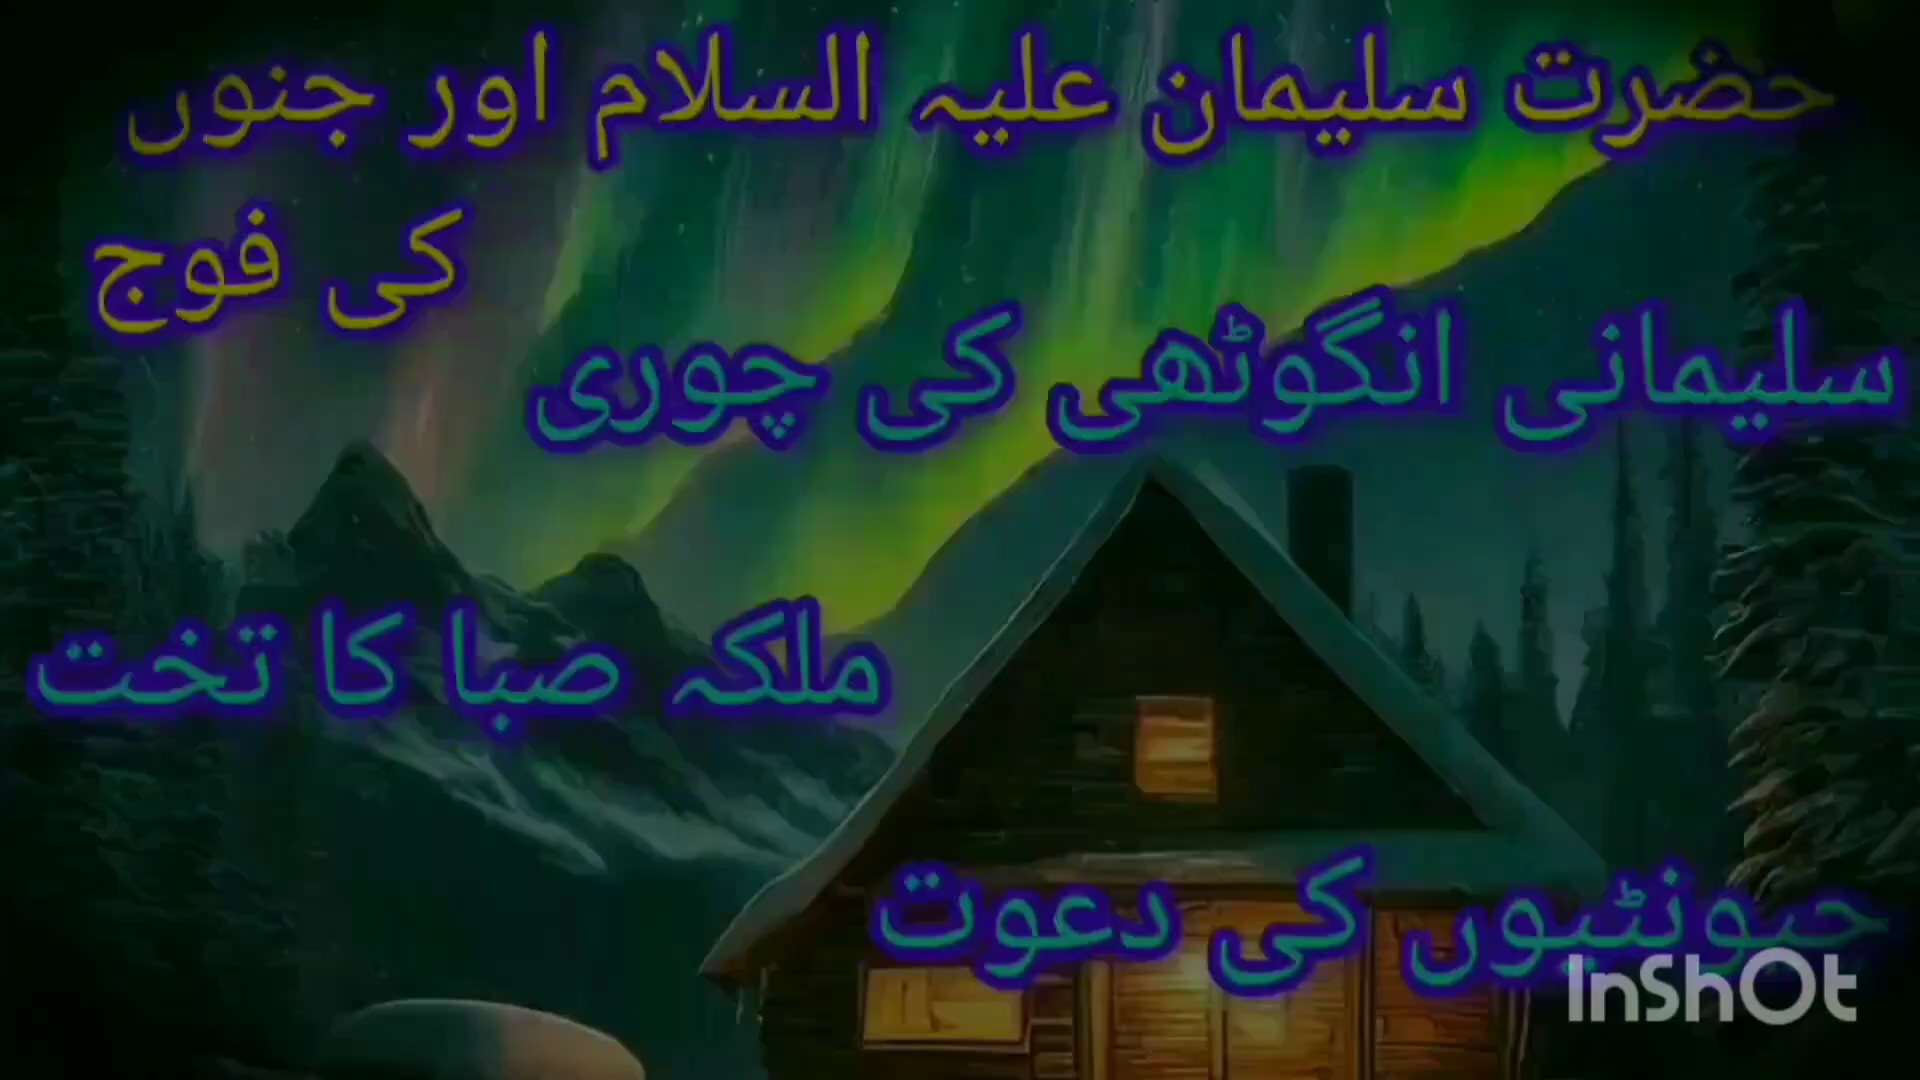 حضرت سلیمان علیہ السلام اور جنوں
کی فوج
سلیمانی انگوٹھی کی چوری
ملکہ صبا کا تخت
چیونٹیوں کی دعوت
InShOt